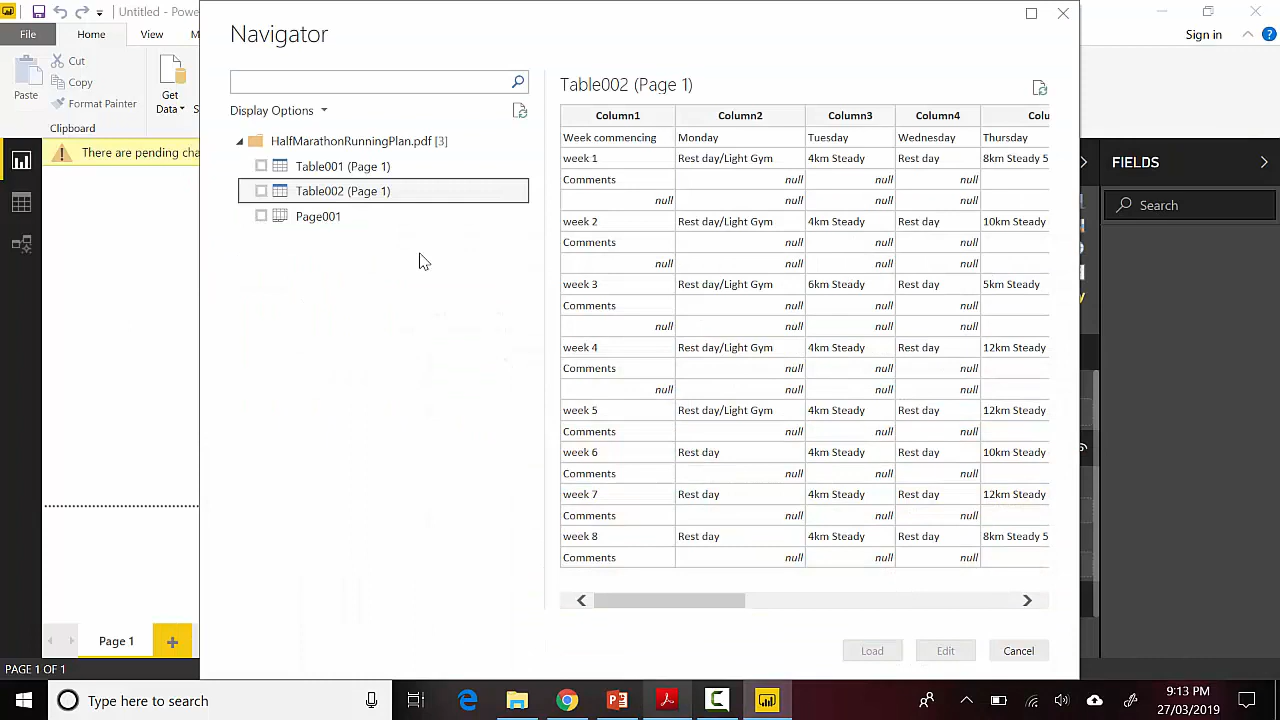 Untitled - Powe
Navigator
File
Home
View
M
Sign in
Cut
Copy
Format Painter
Paste
Get
Data
S
Clipboard
There are pending cha
Display Options
HalfMarathonRunningPlan.pdf [3]
Table001 (Page 1)
Table002 (Page 1)
Page001
Table002 (Page 1)
Column1 Column2 Column3 Column4 Colu
Week commencing Monday Tuesday Wednesday Thursday
week 1 Rest day/Light Gym 4km Steady Rest day 8km Steady 5
Comments null null null
null null null null
week 2 Rest day/Light Gym 4km Steady Rest day 10km Steady
Comments null null null
null null null null
week 3 Rest day/Light Gym 6km Steady Rest day 5km Steady
Comments null null null
null null null null
week 4 Rest day/Light Gym 4km Steady Rest day 12km Steady
Comments null null null
null null null null
week 5 Rest day/Light Gym 4km Steady Rest day 12km Steady
Comments null null null
week 6 Rest day 4km Steady Rest day 10km Steady
Comments null null null
week 7 Rest day 4km Steady Rest day 12km Steady
Comments null null null
week 8 Rest day 4km Steady Rest day 8km Steady 5
Comments null null null
Load Edit Cancel
FIELDS
Search
Page 1
PAGE 1 OF 1
Type here to search
9:13 PM
27/03/2019